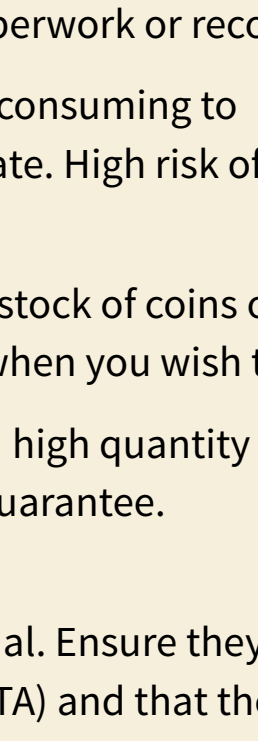 perwork or reco
consuming to
ate. High risk of
stock of coins
when you wish t
high quantity
uarantee.
al. Ensure they
TA) and that the